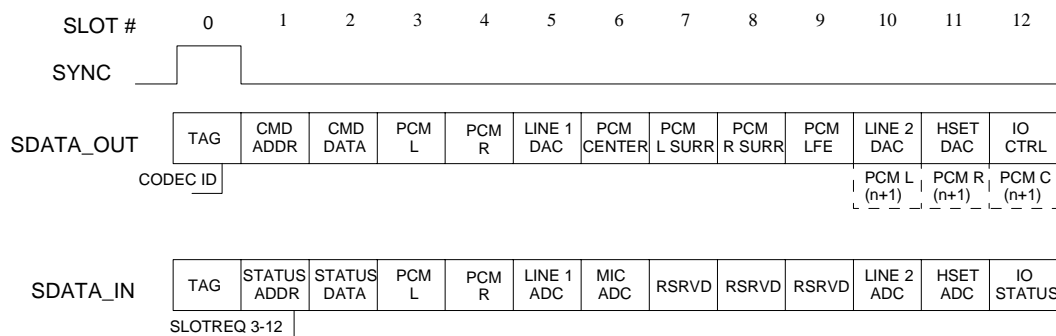 SLOT # 0 1 2 3 4 5 6 7 8 9 10 11 12
SYNC
SDATA_OUT
TAG
CMD
ADDR
CMD
DATA
PCM
L
PCM
R
LINE 1
DAC
PCM
CENTER
PCM
L SURR
PCM
R SURR
PCM
LFE
LINE 2
DAC
HSET
DAC
IO
CTRL
CODEC ID
PCM L
(n+1)
PCM R
(n+1)
PCM C
(n+1)
SDATA_IN
TAG
STATUS
ADDR
STATUS
DATA
PCM
L
PCM
R
LINE 1
ADC
MIC
ADC
RSRVD
RSRVD
RSRVD
LINE 2
ADC
HSET
ADC
IO
STATUS
SLOTREQ 3-12